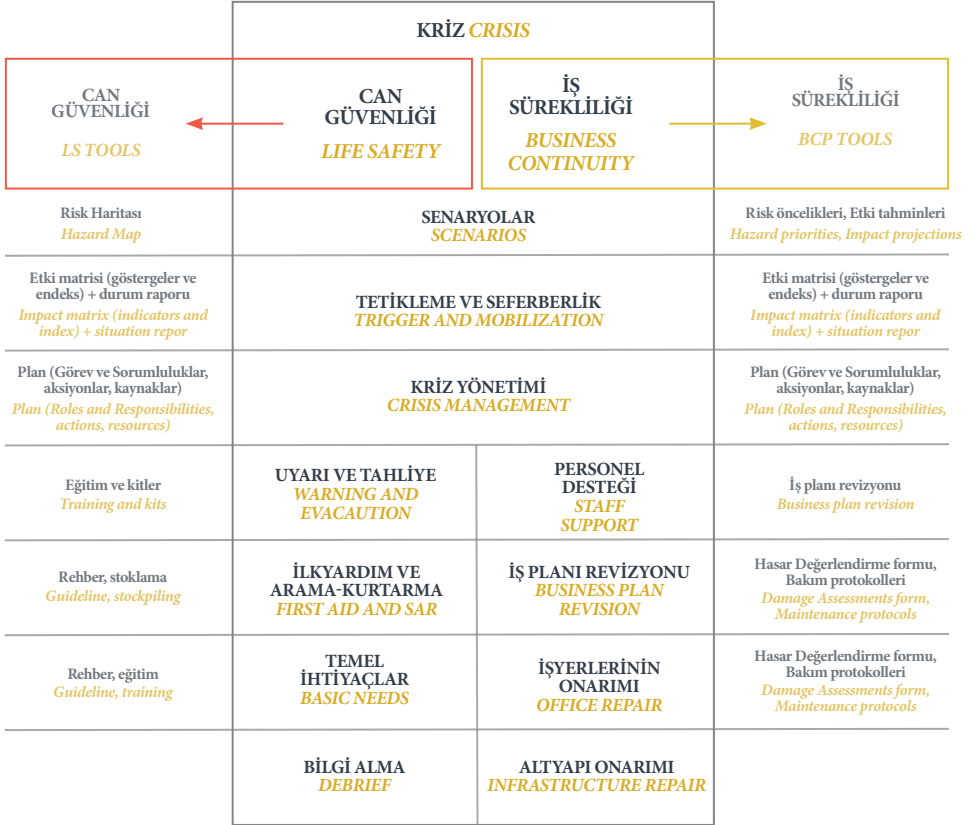 KRİZ CRISIS
CAN
GÜVENLİĞİ
LS TOOLS
CAN
GÜVENLİĞİ
LIFE SAFETY
İŞ
SÜREKLİLİĞİ
BUSINESS
CONTINUITY
İŞ
SÜREKLİLİĞİ
BCP TOOLS
Risk Haritası
Hazard Map
SENARYOLAR
SCENARIOS
Risk öncelikleri, Etki tahminleri
Hazard priorities, Impact projections
Etki matrisi (göstergeler ve
endeks) + durum raporu
Impact matrix (indicators and
index) + situation repor
TETİKLEME VE SEFERBERLİK
TRIGGER AND MOBILIZATION
Etki matrisi (göstergeler ve
endeks) + durum raporu
Impact matrix (indicators and
index) + situation repor
Plan (Görev ve Sorumluluklar,
aksiyonlar, kaynaklar)
Plan (Roles and Responsibilities,
actions, resources)
KRİZ YÖNETİMİ
CRISIS MANAGEMENT
Plan (Görev ve Sorumluluklar,
aksiyonlar, kaynaklar)
Plan (Roles and Responsibilities,
actions, resources)
Eğitim ve kitler
Training and kits
UYARI VE TAHLİYE
WARNING AND
EVACAUTION
PERSONEL
DESTEĞİ
STAFF
SUPPORT
İş planı revizyonu
Business plan revision
Rehber, stoklama
Guideline, stockpiling
İLKYARDIM VE
ARAMA-KURTARMA
FIRST AID AND SAR
İŞ PLANI REVİZYONU
BUSINESS PLAN
REVISION
Hasar Değerlendirme formu,
Bakım protokolleri
Damage Assessments form,
Maintenance protocols
Rehber, eğitim
Guideline, training
TEMEL
İHTİYAÇLAR
BASIC NEEDS
İŞYERLERİNİN
ONARIMI
OFFICE REPAIR
Hasar Değerlendirme formu,
Bakım protokolleri
Damage Assessments form,
Maintenance protocols
BİLGİ ALMA
DEBRIEF
ALTYAPI ONARIMI
INFRASTRUCTURE REPAIR